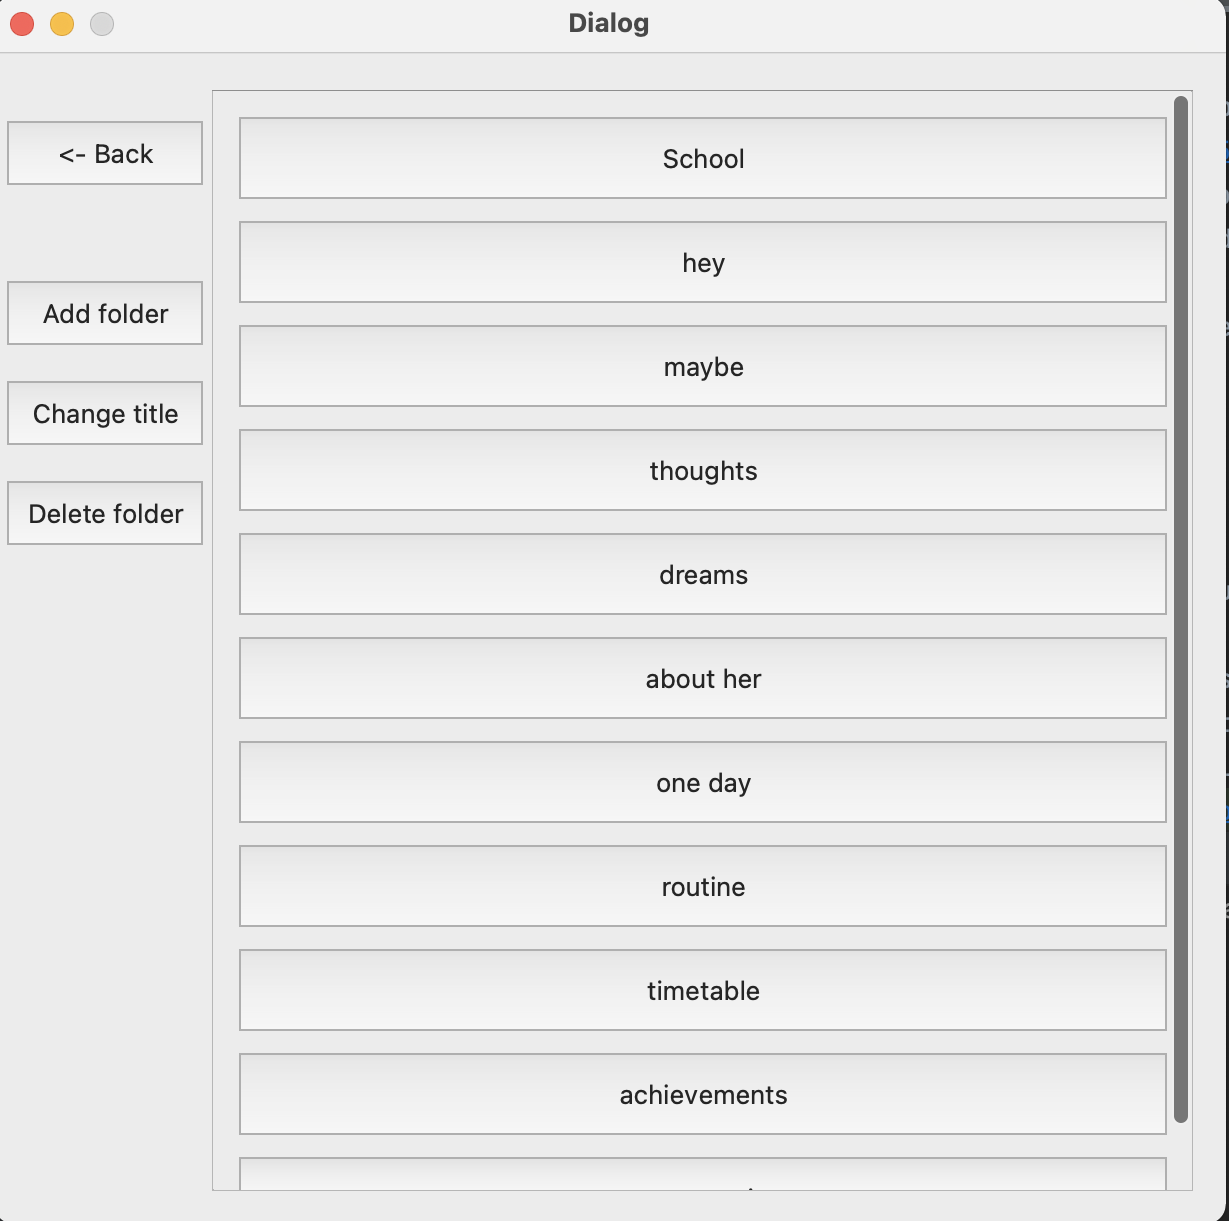 Dialog
<- Back
Add folder
Change title
Delete folder
School
hey
maybe
thoughts
dreams
about her
one day
routine
timetable
achievements